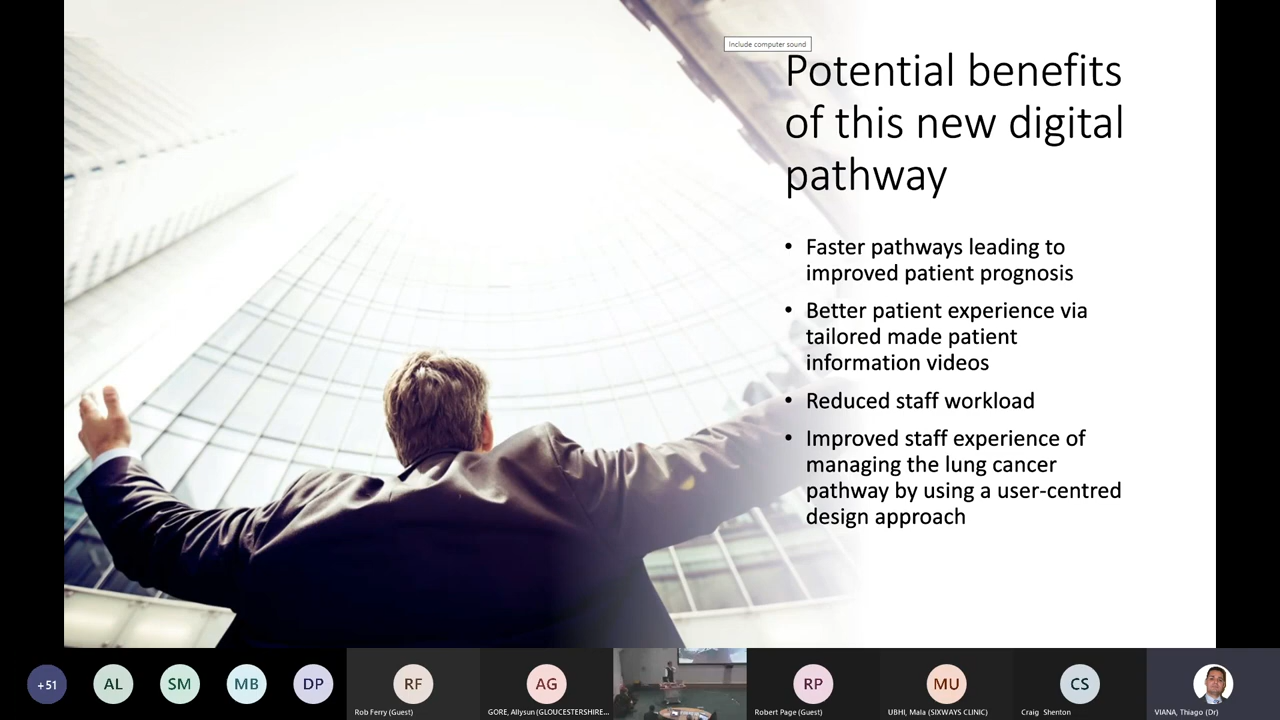 Include computer sound
Potential benefits
of this new digital
pathway
• Faster pathways leading to
improved patient prognosis
• Better patient experience via
tailored made patient
information videos
• Reduced staff workload
• Improved staff experience of
managing the lung cancer
pathway by using a user-centred
design approach
+51
AL
SM
MB
DP
RF
Rob Ferry (Guest)
AG
GORE, Allysun (GLOUCESTERSHIRE...
RP
Robert Page (Guest)
MU
UBHI, Mala (SIXWAYS CLINIC)
CS
Craig Shenton
VIANA, Thiago (Dr)